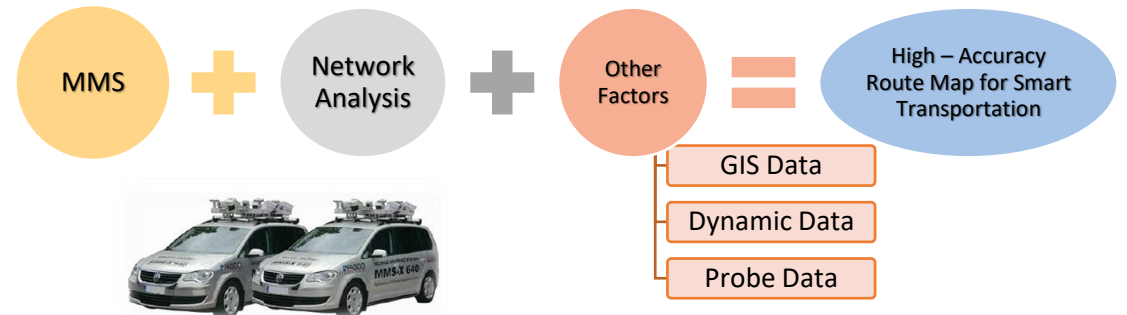 MMS
Network
Analysis
Other
Factors
High – Accuracy
Route Map for Smart
Transportation
GIS Data
Dynamic Data
Probe Data
PASCO
MMS-X 640